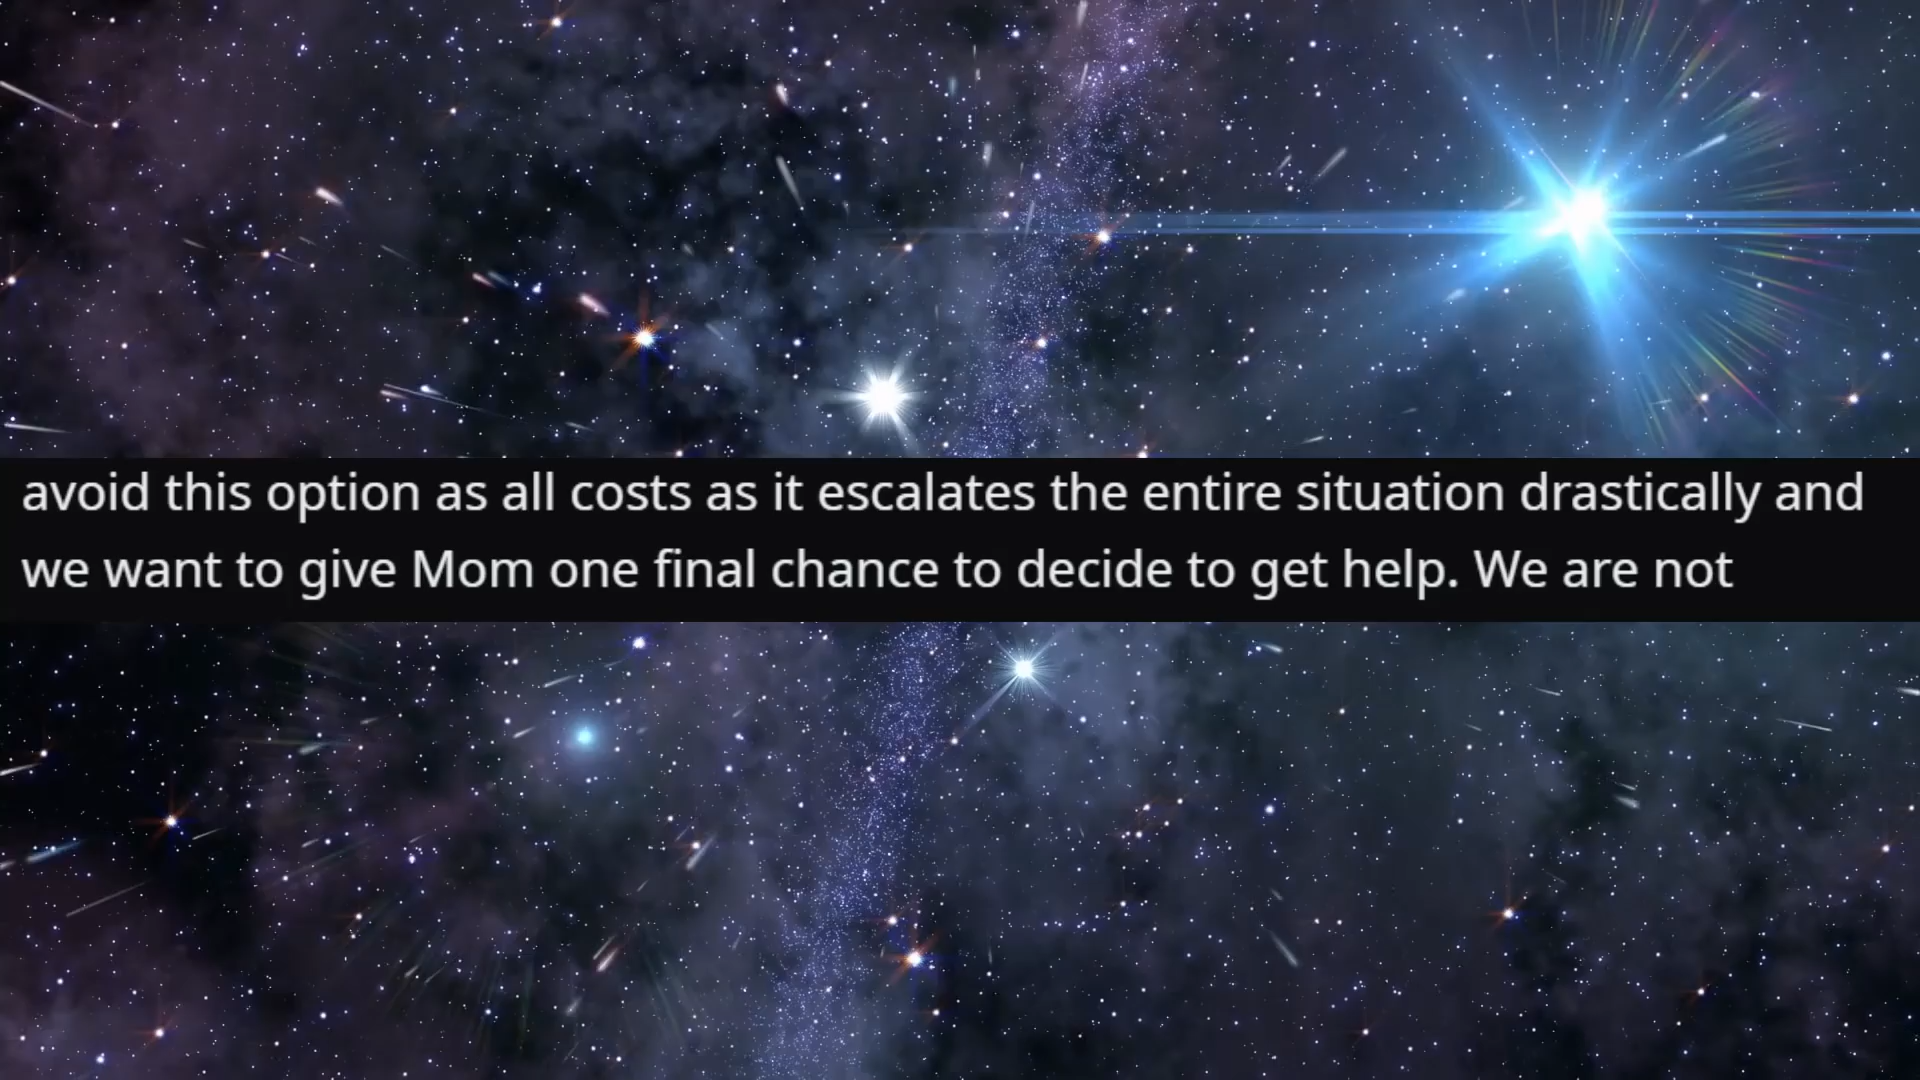 avoid this option as all costs as it escalates the entire situation drastically and
we want to give Mom one final chance to decide to get help. We are not